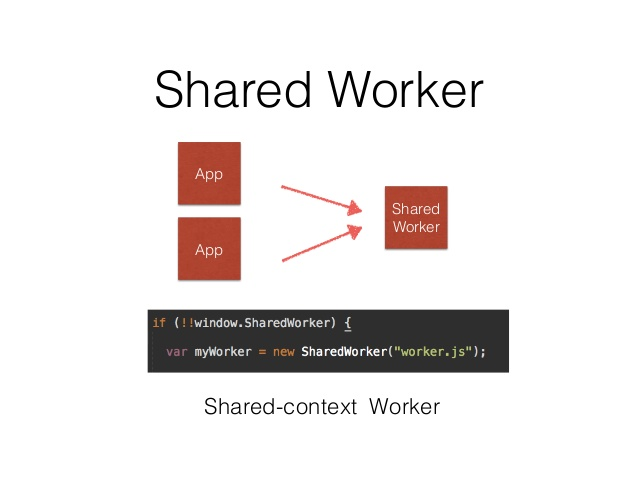 Shared Worker
App
App
Shared
Worker
if (!!window.SharedWorker) {
var myWorker = new SharedWorker("worker.js");
Shared-context Worker